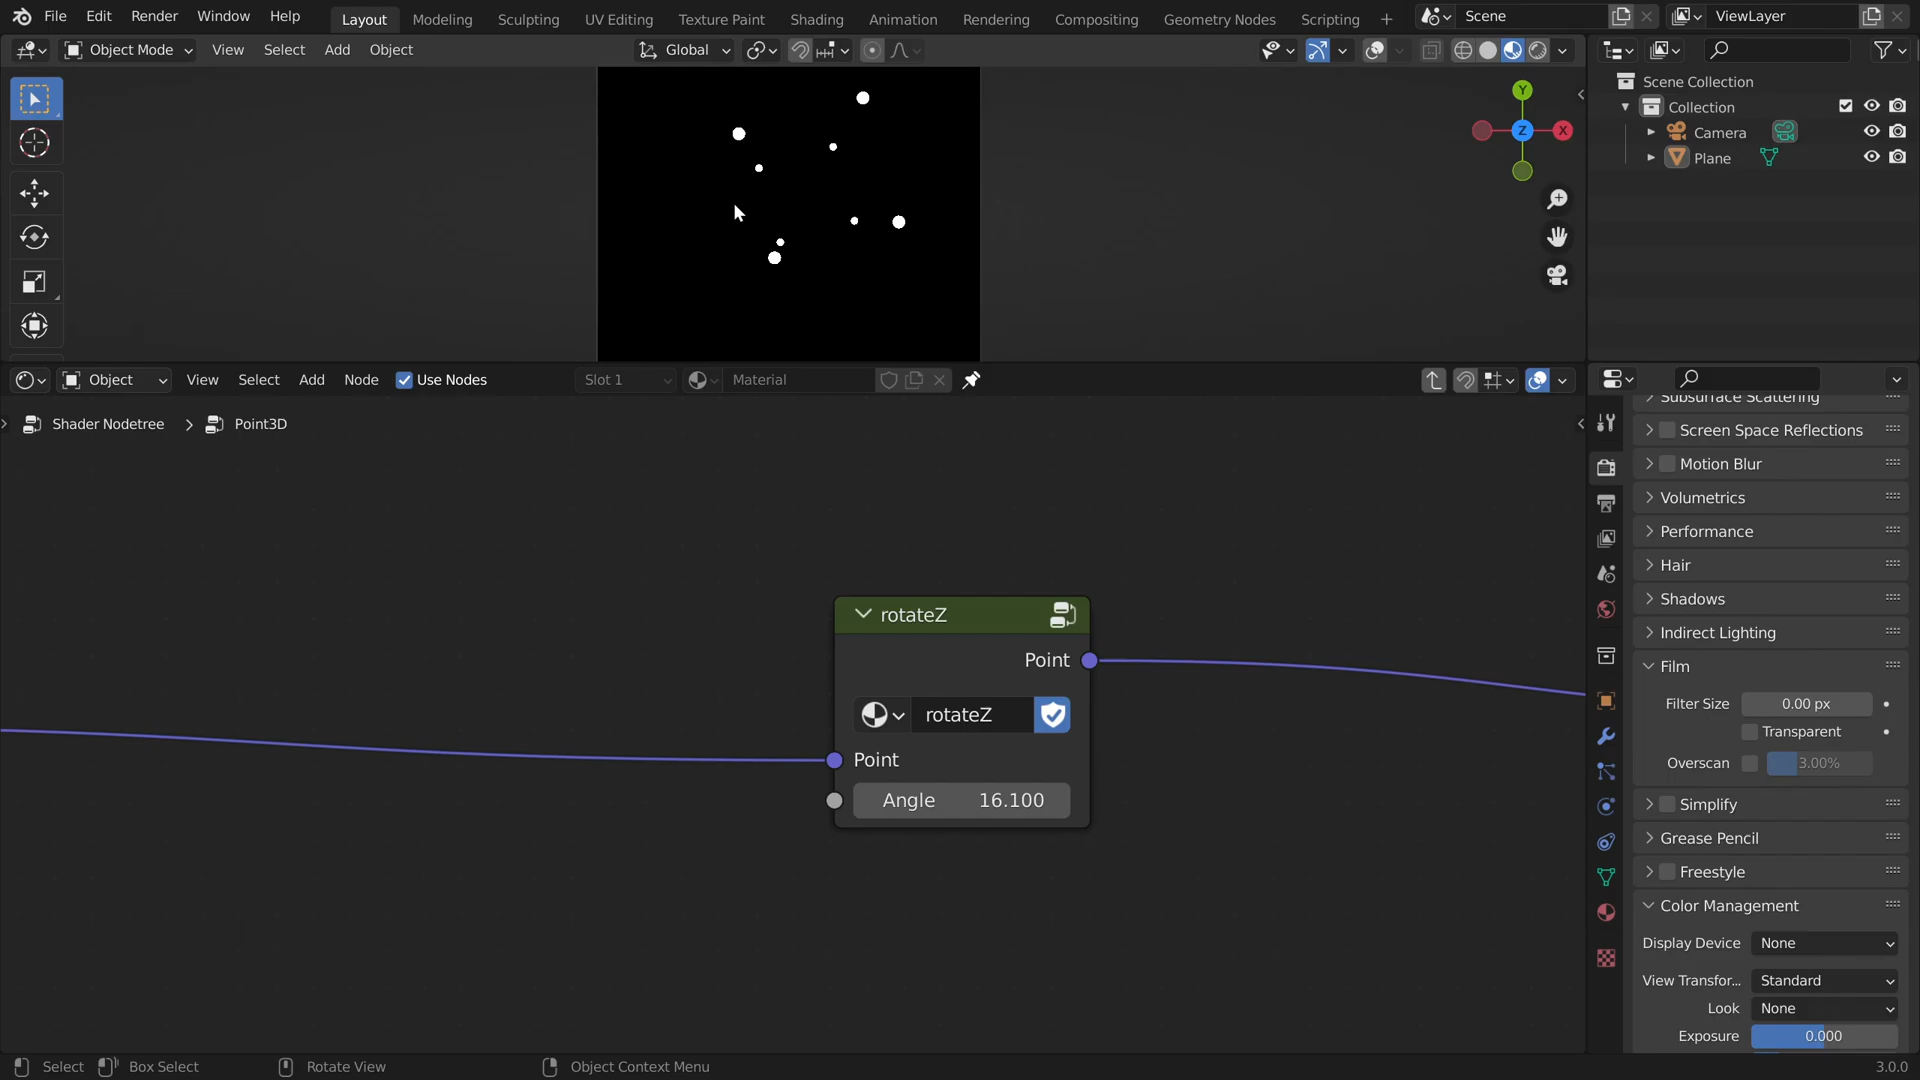 File Edit Render Window Help Layout Modeling Sculpting UV Editing Texture Paint Shading Animation Rendering Compositing Geometry Nodes Scripting + Scene ViewLayer
Object Mode View Select Add Object Global
Scene Collection
Collection
Camera
Plane
Y
Z X
Object View Select Add Node Use Nodes Slot 1 Material
Shader Nodetree > Point3D
rotateZ
Point
rotateZ
Point
Angle 16.100
Subsurface Scattering
Screen Space Reflections
Motion Blur
Volumetrics
Performance
Hair
Shadows
Indirect Lighting
Film
Filter Size 0.00 px
Transparent
Overscan 3.00%
Simplify
Grease Pencil
Freestyle
Color Management
Display Device None
View Transfor... Standard
Look None
Exposure 0.000
Select Box Select Rotate View Object Context Menu 3.0.0